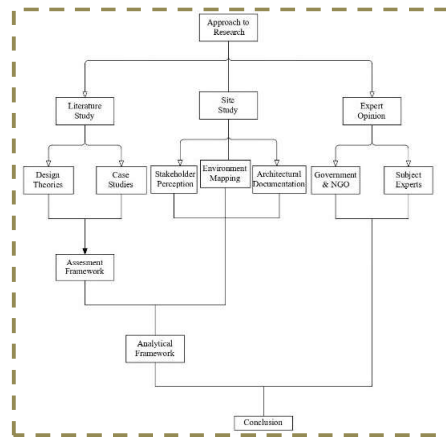 Approach to
Research
Literature
Study
Site
Study
Expert
Opinion
Design
Theories
Case
Studies
Stakeholder
Perception
Environment
Mapping
Architectural
Documentation
Government
& NGO
Subject
Experts
Assesment
Framework
Analytical
Framework
Conclusion